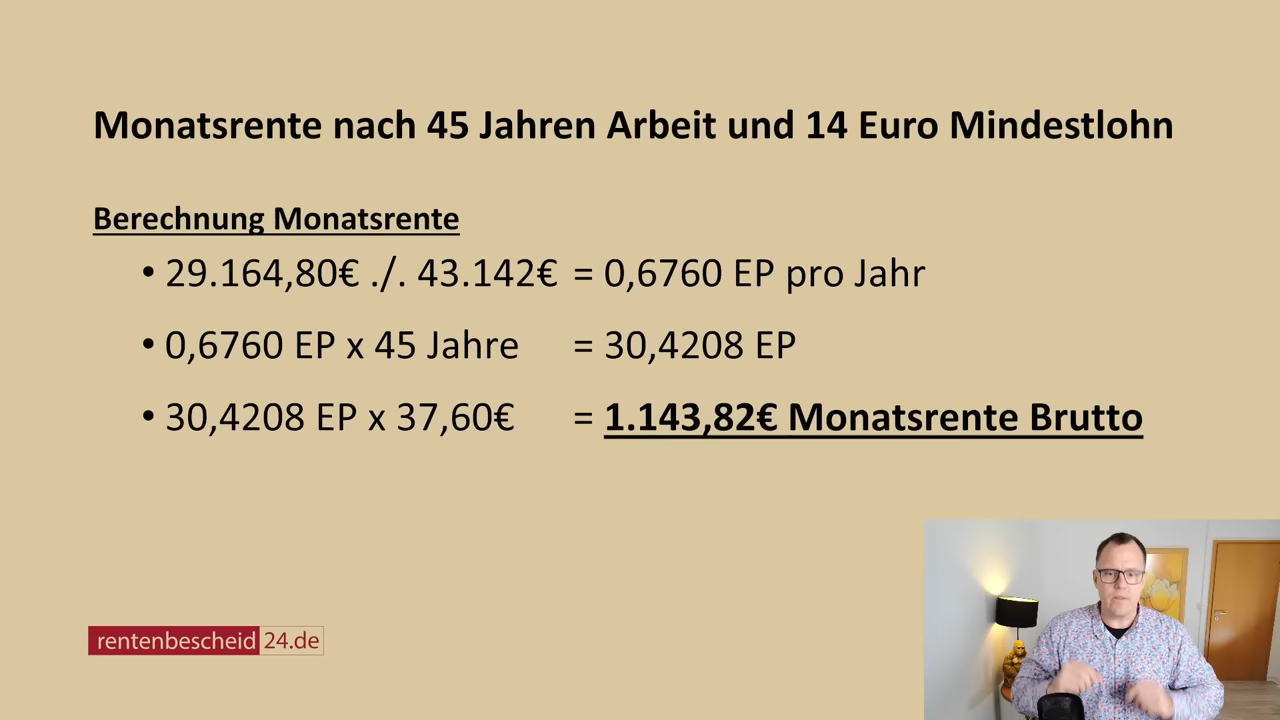 Monatsrente nach 45 Jahren Arbeit und 14 Euro Mindestlohn
Berechnung Monatsrente
• 29.164,80€ ./. 43.142€ = 0,6760 EP pro Jahr
• 0,6760 EP x 45 Jahre = 30,4208 EP
• 30,4208 EP x 37,60€ = 1.143,82€ Monatsrente Brutto
rentenbescheid 24.de